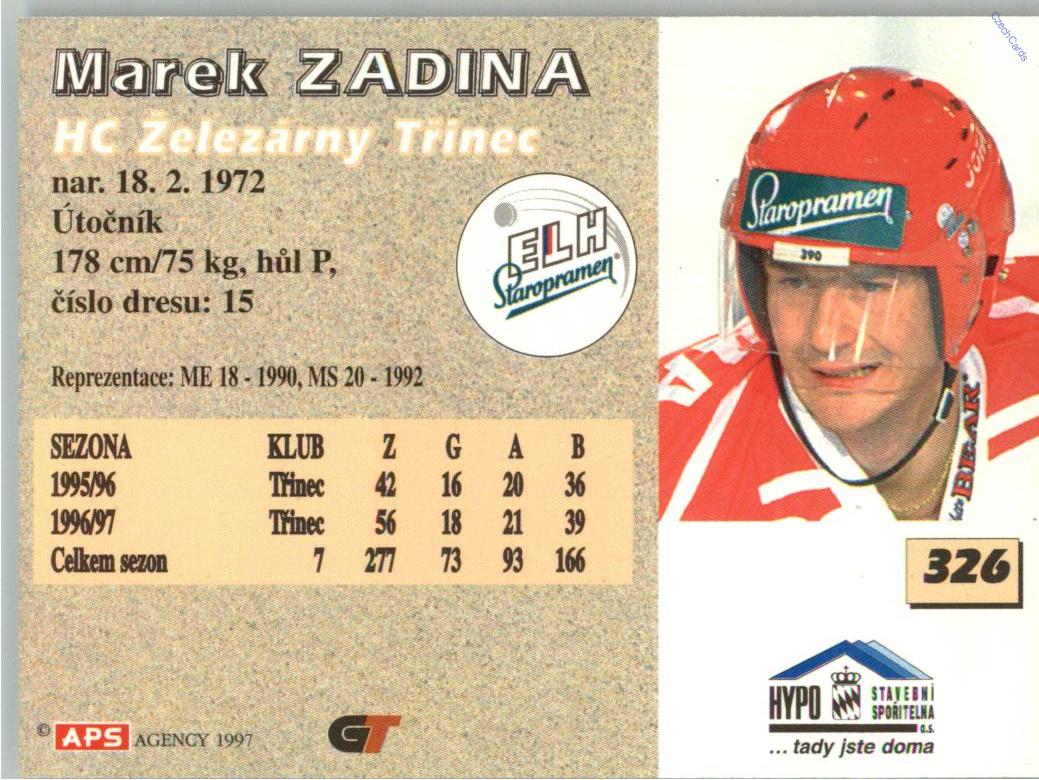 CzechCards
Marek ZADINA
HC Železárny Třinec
nar. 18. 2. 1972
Útočník
178 cm/75 kg, hůl P,
číslo dresu: 15
ELH
Staropramen
Staropramen
390
Reprezentace: ME 18 - 1990, MS 20 - 1992
SEZONA KLUB Z G A B
1995/96 Třinec 42 16 20 36
1996/97 Třinec 56 18 21 39
Celkem sezon 7 277 73 93 166
326
HYPO STAVEBNÍ
SPOŘITELNA
a.s.
... tady jste doma
© APS AGENCY 1997
GT